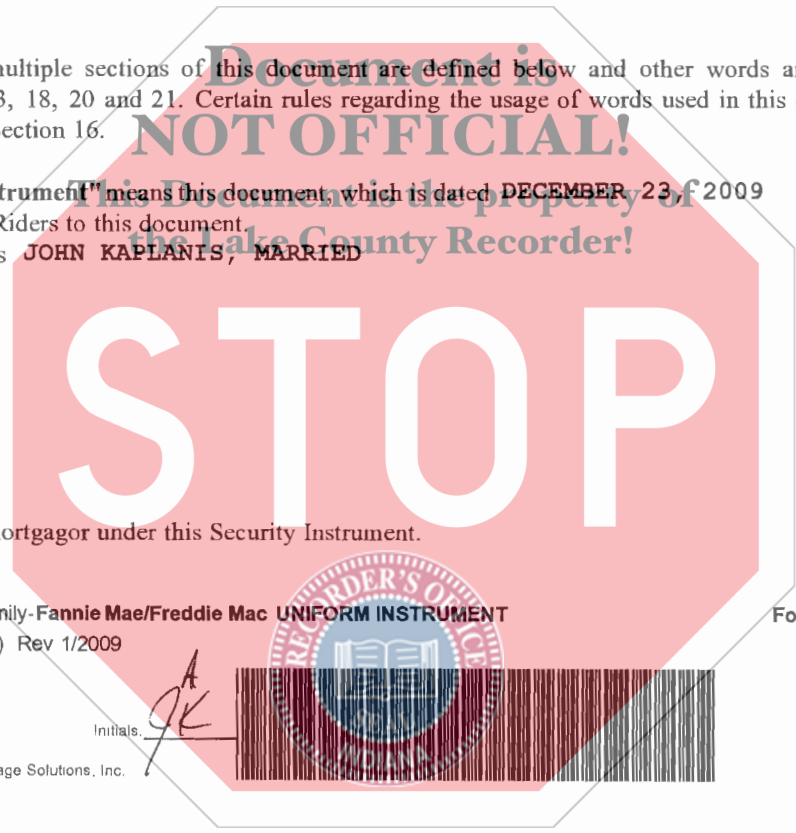 Document is
multiple sections of this document are defined below and other words a
3, 18, 20 and 21. Certain rules regarding the usage of words used in this
Section 16.
NOT OFFICIAL!
trument" means this document, which is dated DECEMBER 23, 2009
This Document is the property of
Riders to this document.
the Lake County Recorder!
s JOHN KAPLANIS, MARRIED
STOP
ortgagor under this Security Instrument.
nily-Fannie Mae/Freddie Mac UNIFORM INSTRUMENT Fo
) Rev 1/2009
RECORDER'S OFFICE
SEAL
INDIANA
A
Initials. JK
age Solutions, Inc.